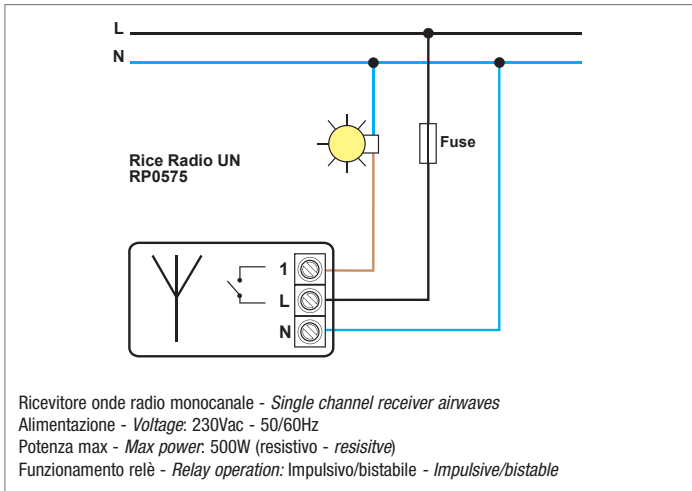 L
N
Fuse
Rice Radio UN
RP0575
1
L
N
Ricevitore onde radio monocanale - Single channel receiver airwaves
Alimentazione - Voltage: 230Vac - 50/60Hz
Potenza max - Max power: 500W (resistivo - resisitve)
Funzionamento relè - Relay operation: Impulsivo/bistabile - Impulsive/bistable